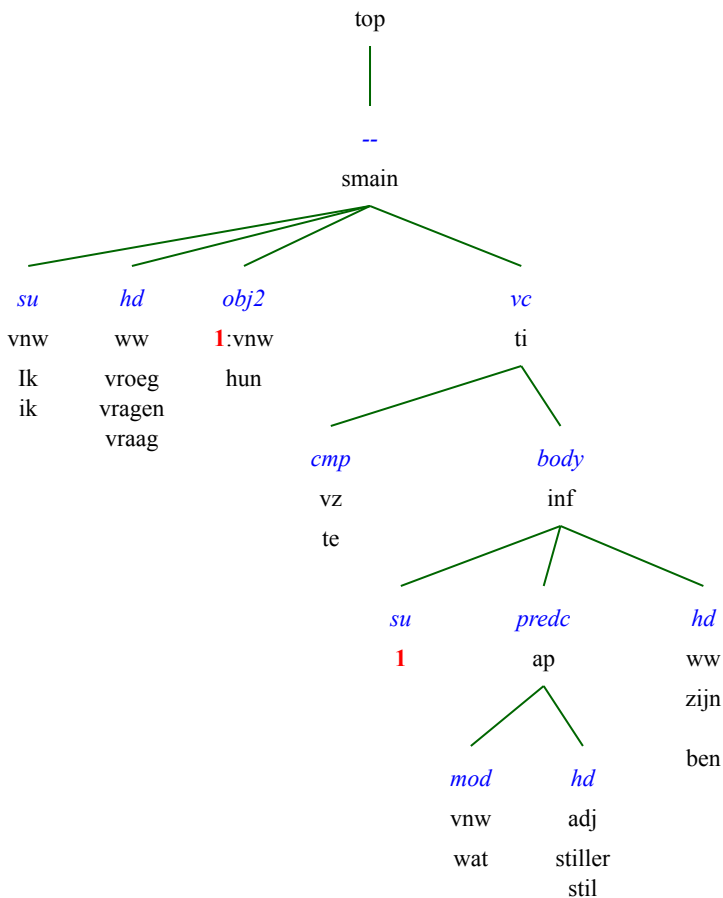 top
--
smain
su hd obj2 vc
vnw ww 1:vnw ti
Ik vroeg hun
ik vragen
vraag
cmp body
vz inf
te
su predc hd
1 ap ww
zijn
ben
mod hd
vnw adj
wat stiller
stil